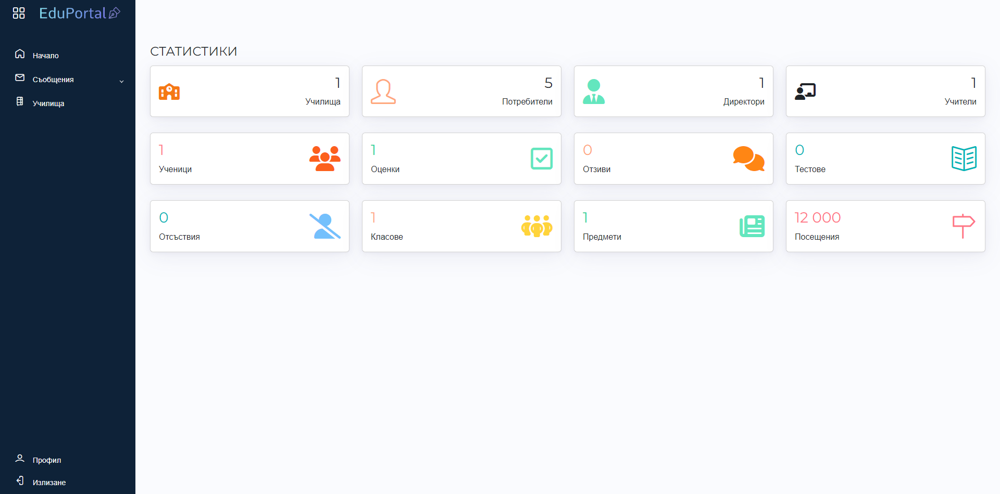 EduPortal
Начало
Съобщения
Училища
Профил
Излизане
СТАТИСТИКИ
1
Училища
5
Потребители
1
Директори
1
Учители
1
Ученици
1
Оценки
0
Отзиви
0
Тестове
0
Отсъствия
1
Класове
1
Предмети
12 000
Посещения